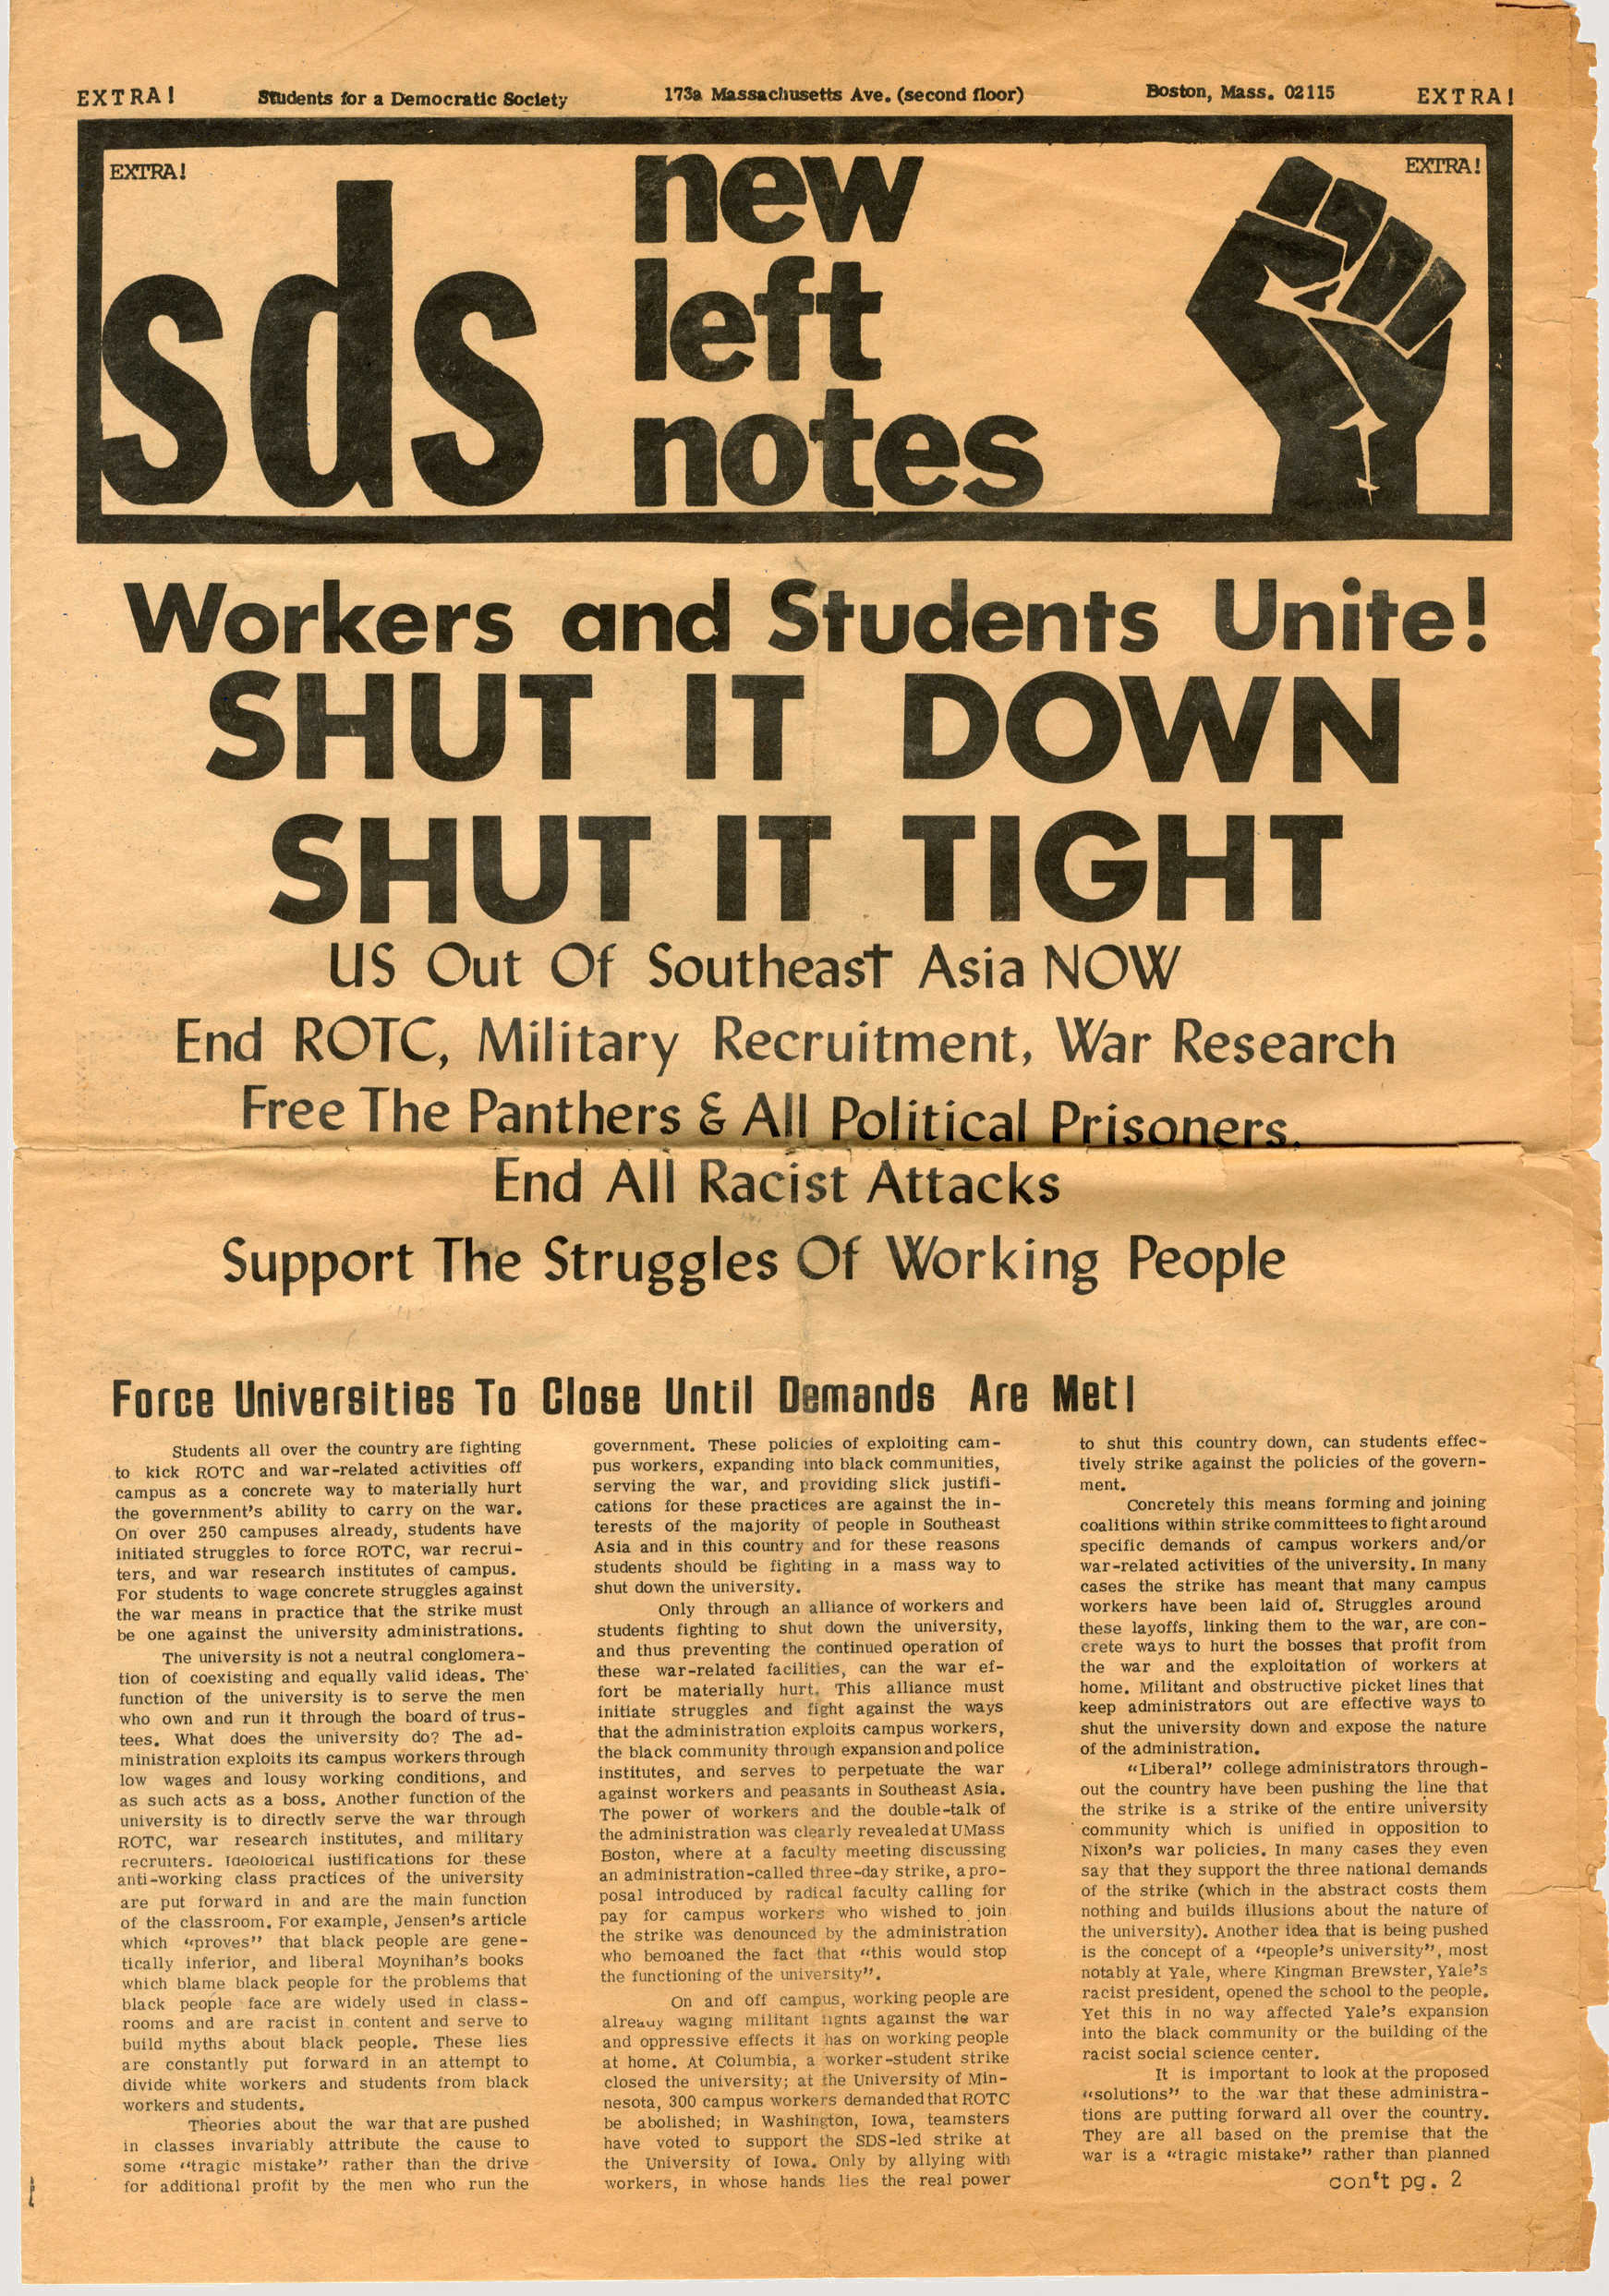 EXTRA! Students for a Democratic Society 173a Massachusetts Ave. (second floor) Boston, Mass. 02115 EXTRA!
EXTRA!
EXTRA!
sds
new
left
notes
Workers and Students Unite!
SHUT IT DOWN
SHUT IT TIGHT
US Out Of Southeast Asia NOW
End ROTC, Military Recruitment, War Research
Free The Panthers & All Political Prisoners.
End All Racist Attacks
Support The Struggles Of Working People
Force Universities To Close Until Demands Are Met!
Students all over the country are fighting
to kick ROTC and war-related activities off
campus as a concrete way to materially hurt
the government's ability to carry on the war.
On over 250 campuses already, students have
initiated struggles to force ROTC, war recrui-
ters, and war research institutes of campus.
For students to wage concrete struggles against
the war means in practice that the strike must
be one against the university administrations.
The university is not a neutral conglomera-
tion of coexisting and equally valid ideas. The
function of the university is to serve the men
who own and run it through the board of trus-
tees. What does the university do? The ad-
ministration exploits its campus workers through
low wages and lousy working conditions, and
as such acts as a boss. Another function of the
university is to directly serve the war through
ROTC, war research institutes, and military
recruiters. Ideological justifications for these
anti-working class practices of the university
are put forward in and are the main function
of the classroom. For example, Jensen's article
which "proves" that black people are gene-
tically inferior, and liberal Moynihan's books
which blame black people for the problems that
black people face are widely used in class-
rooms and are racist in content and serve to
build myths about black people. These lies
are constantly put forward in an attempt to
divide white workers and students from black
workers and students.
Theories about the war that are pushed
in classes invariably attribute the cause to
some "tragic mistake" rather than the drive
for additional profit by the men who run the
government. These policies of exploiting cam-
pus workers, expanding into black communities,
serving the war, and providing slick justifi-
cations for these practices are against the in-
terests of the majority of people in Southeast
Asia and in this country and for these reasons
students should be fighting in a mass way to
shut down the university.
Only through an alliance of workers and
students fighting to shut down the university,
and thus preventing the continued operation of
these war-related facilities, can the war ef-
fort be materially hurt. This alliance must
initiate struggles and fight against the ways
that the administration exploits campus workers,
the black community through expansion and police
institutes, and serves to perpetuate the war
against workers and peasants in Southeast Asia.
The power of workers and the double-talk of
the administration was clearly revealed at UMass
Boston, where at a faculty meeting discussing
an administration-called three-day strike, a pro-
posal introduced by radical faculty calling for
pay for campus workers who wished to join
the strike was denounced by the administration
who bemoaned the fact that "this would stop
the functioning of the university".
On and off campus, working people are
already waging militant fights against the war
and oppressive effects it has on working people
at home. At Columbia, a worker-student strike
closed the university; at the University of Min-
nesota, 300 campus workers demanded that ROTC
be abolished; in Washington, Iowa, teamsters
have voted to support the SDS-led strike at
the University of Iowa. Only by allying with
workers, in whose hands lies the real power
to shut this country down, can students effec-
tively strike against the policies of the govern-
ment.
Concretely this means forming and joining
coalitions within strike committees to fight around
specific demands of campus workers and/or
war-related activities of the university. In many
cases the strike has meant that many campus
workers have been laid of. Struggles around
these layoffs, linking them to the war, are con-
crete ways to hurt the bosses that profit from
the war and the exploitation of workers at
home. Militant and obstructive picket lines that
keep administrators out are effective ways to
shut the university down and expose the nature
of the administration.
"Liberal" college administrators through-
out the country have been pushing the line that
the strike is a strike of the entire university
community which is unified in opposition to
Nixon's war policies. In many cases they even
say that they support the three national demands
of the strike (which in the abstract costs them
nothing and builds illusions about the nature of
the university). Another idea that is being pushed
is the concept of a "people's university", most
notably at Yale, where Kingman Brewster, Yale's
racist president, opened the school to the people.
Yet this in no way affected Yale's expansion
into the black community or the building of the
racist social science center.
It is important to look at the proposed
"solutions" to the war that these administra-
tions are putting forward all over the country.
They are all based on the premise that the
war is a "tragic mistake" rather than planned
con't pg. 2